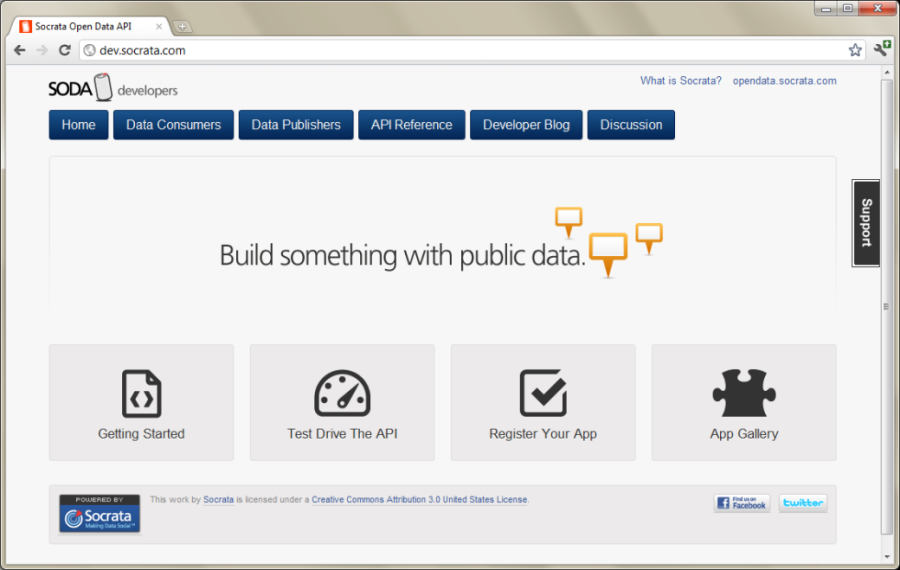 Socrata Open Data API
dev.socrata.com
SODA developers
What is Socrata? opendata.socrata.com
Home Data Consumers Data Publishers API Reference Developer Blog Discussion
Support
Build something with public data.
Getting Started Test Drive The API Register Your App App Gallery
POWERED BY
Socrata
Making Data Social™
This work by Socrata is licensed under a Creative Commons Attribution 3.0 United States License.
Find us on
Facebook
twitter